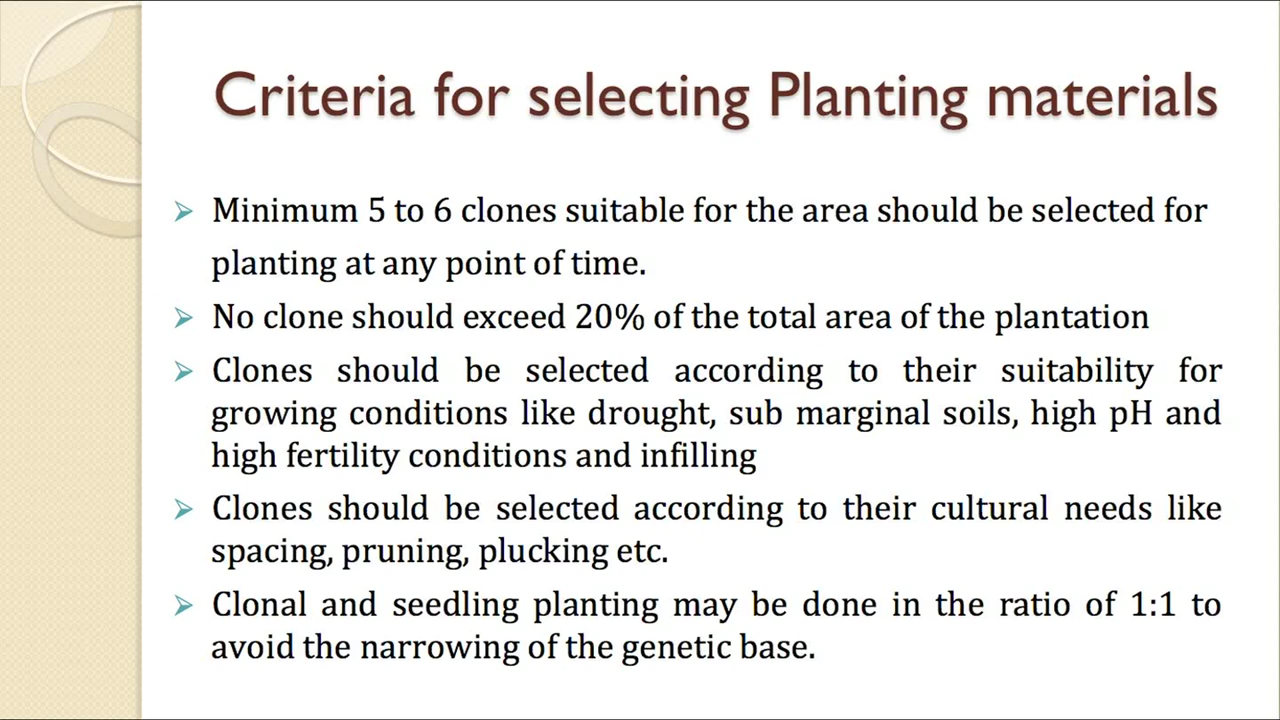 Criteria for selecting Planting materials
Minimum 5 to 6 clones suitable for the area should be selected for
planting at any point of time.
No clone should exceed 20% of the total area of the plantation
Clones should be selected according to their suitability for
growing conditions like drought, sub marginal soils, high pH and
high fertility conditions and infilling
Clones should be selected according to their cultural needs like
spacing, pruning, plucking etc.
Clonal and seedling planting may be done in the ratio of 1:1 to
avoid the narrowing of the genetic base.